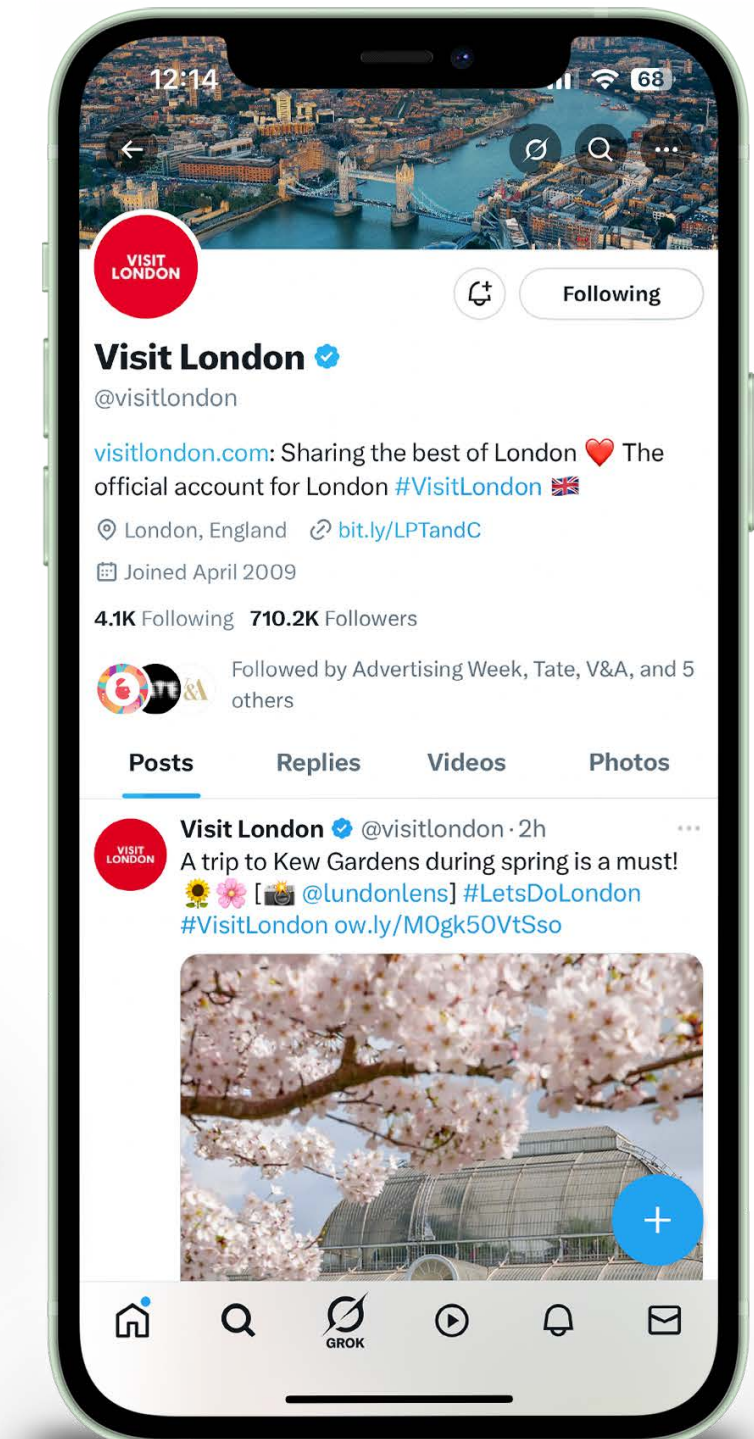 12:14
68
VISIT
LONDON
Following
Visit London
@visitlondon
visitlondon.com: Sharing the best of London ❤️ The
official account for London #VisitLondon 🇬🇧
London, England bit.ly/LPTandC
Joined April 2009
4.1K Following 710.2K Followers
Followed by Advertising Week, Tate, V&A, and 5
others
Posts Replies Videos Photos
VISIT
LONDON
Visit London @visitlondon · 2h
A trip to Kew Gardens during spring is a must!
🌻🌸 [📸 @lundonlens] #LetsDoLondon
#VisitLondon ow.ly/M0gk50VtSso
GROK